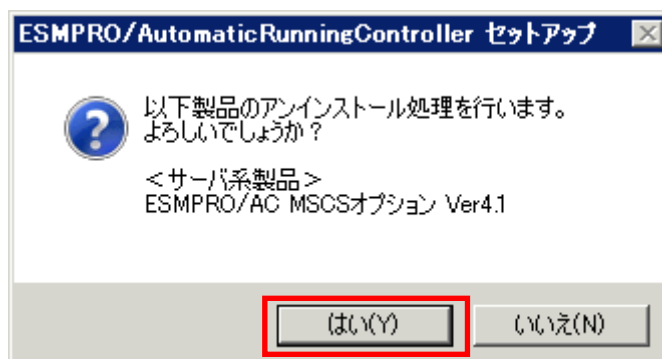 ESMPRO/AutomaticRunningController セットアップ
以下製品のアンインストール処理を行います。
よろしいでしょうか？
＜サーバ系製品＞
ESMPRO/AC MSCSオプション Ver4.1
はい(Y)
いいえ(N)